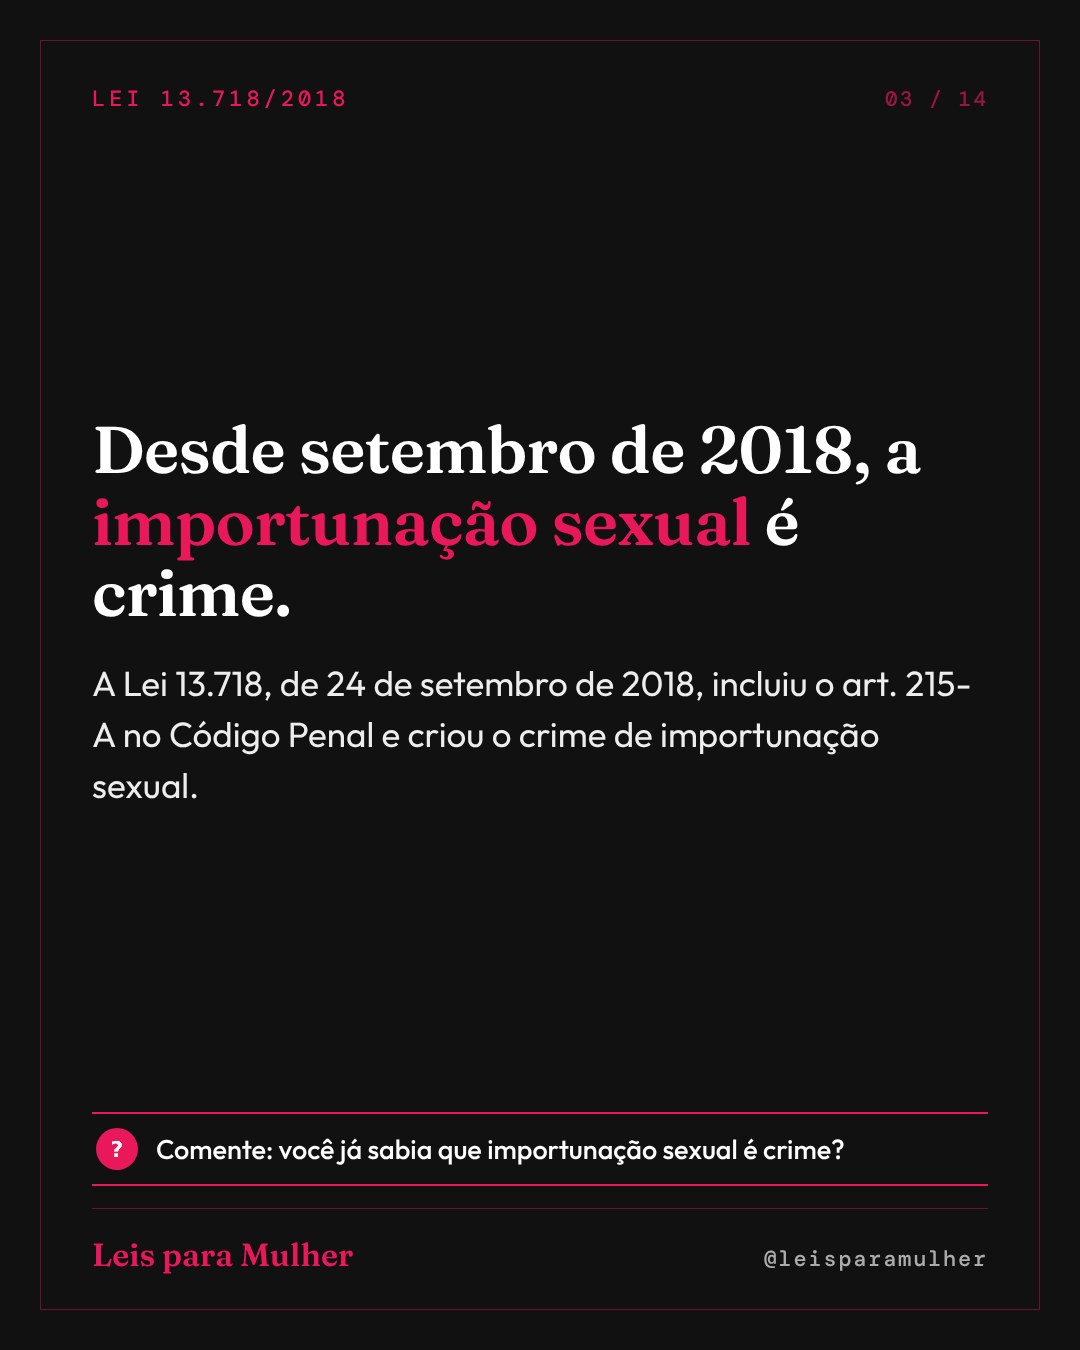 LEI 13.718/2018
03 / 14
Desde setembro de 2018, a
importunação sexual é
crime.
A Lei 13.718, de 24 de setembro de 2018, incluiu o art. 215-
A no Código Penal e criou o crime de importunação
sexual.
? Comente: você já sabia que importunação sexual é crime?
Leis para Mulher
@leisparamulher